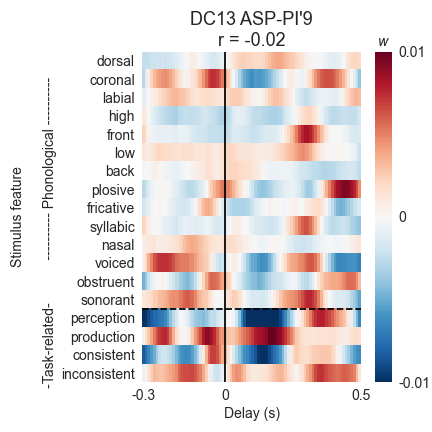 DC13 ASP-PI'9
r = -0.02
w
dorsal
coronal
labial
high
front
low
back
plosive
fricative
syllabic
nasal
voiced
obstruent
sonorant
perception
production
consistent
inconsistent
Stimulus feature
-Task-related- ---------- Phonological ----------
0.01
0
-0.01
-0.3 0 0.5
Delay (s)